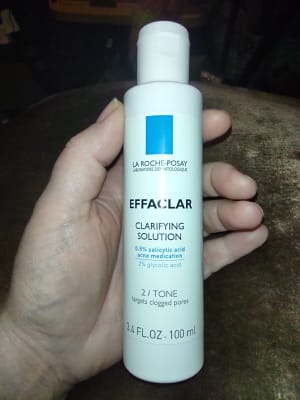 LA ROCHE-POSAY
LABORATOIRE DERMATOLOGIQUE
EFFACLAR
CLARIFYING
SOLUTION
0.5% salicylic acid
acne medication
2% glycolic acid
2 / TONE
targets clogged pores
3.4 FL.OZ. - 100 ml